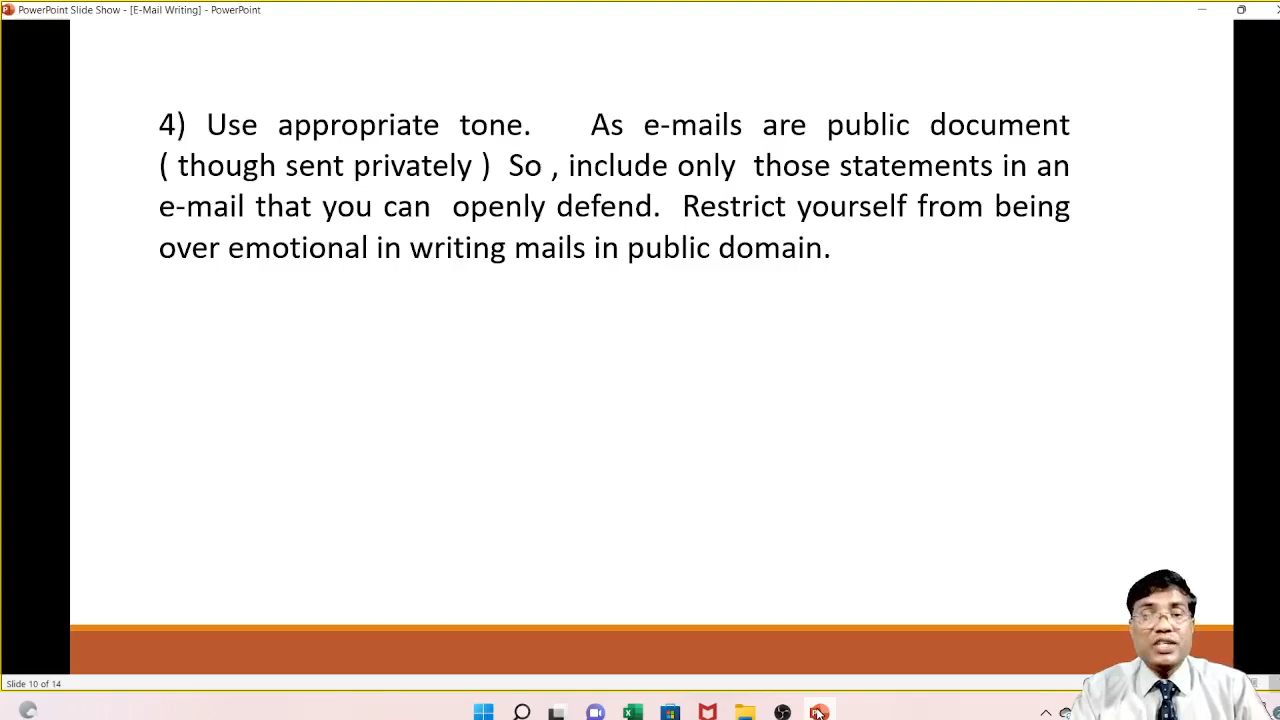 PowerPoint Slide Show - [E-Mail Writing] - PowerPoint
4) Use appropriate tone. As e-mails are public document
( though sent privately ) So , include only those statements in an
e-mail that you can openly defend. Restrict yourself from being
over emotional in writing mails in public domain.
Slide 10 of 14